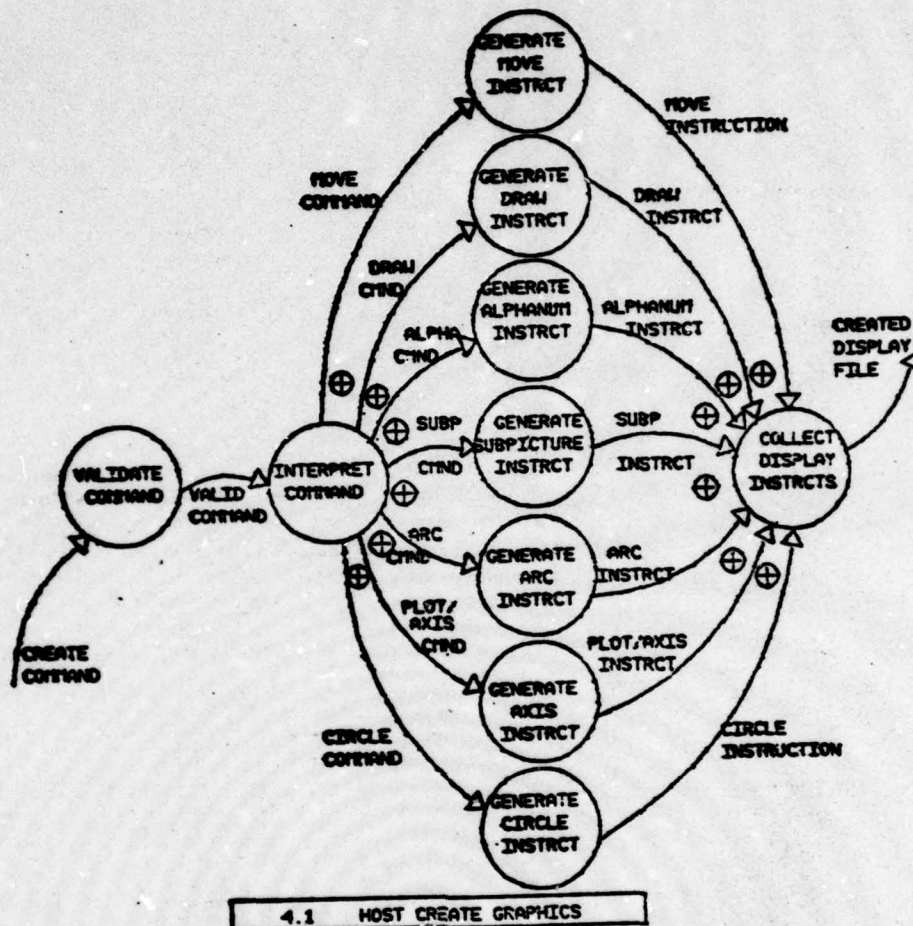 GENERATE
MOVE
INSTRCT
MOVE
INSTRUCTION
MOVE
COMMAND
GENERATE
DRAW
INSTRCT
DRAW
INSTRCT
DRAW
CMND
GENERATE
ALPHANUM
INSTRCT
ALPHANUM
INSTRCT
ALPHA
CMND
CREATED
DISPLAY
FILE
SUBP
CMND
GENERATE
SUBPICTURE
INSTRCT
SUBP
INSTRCT
COLLECT
DISPLAY
INSTRCTS
VALIDATE
COMMAND
VALID
COMMAND
INTERPRET
COMMAND
ARC
CMND
GENERATE
ARC
INSTRCT
ARC
INSTRCT
CREATE
COMMAND
PLOT/
AXIS
CMND
GENERATE
AXIS
INSTRCT
PLOT/AXIS
INSTRCT
CIRCLE
COMMAND
CIRCLE
INSTRUCTION
GENERATE
CIRCLE
INSTRCT
4.1 HOST CREATE GRAPHICS